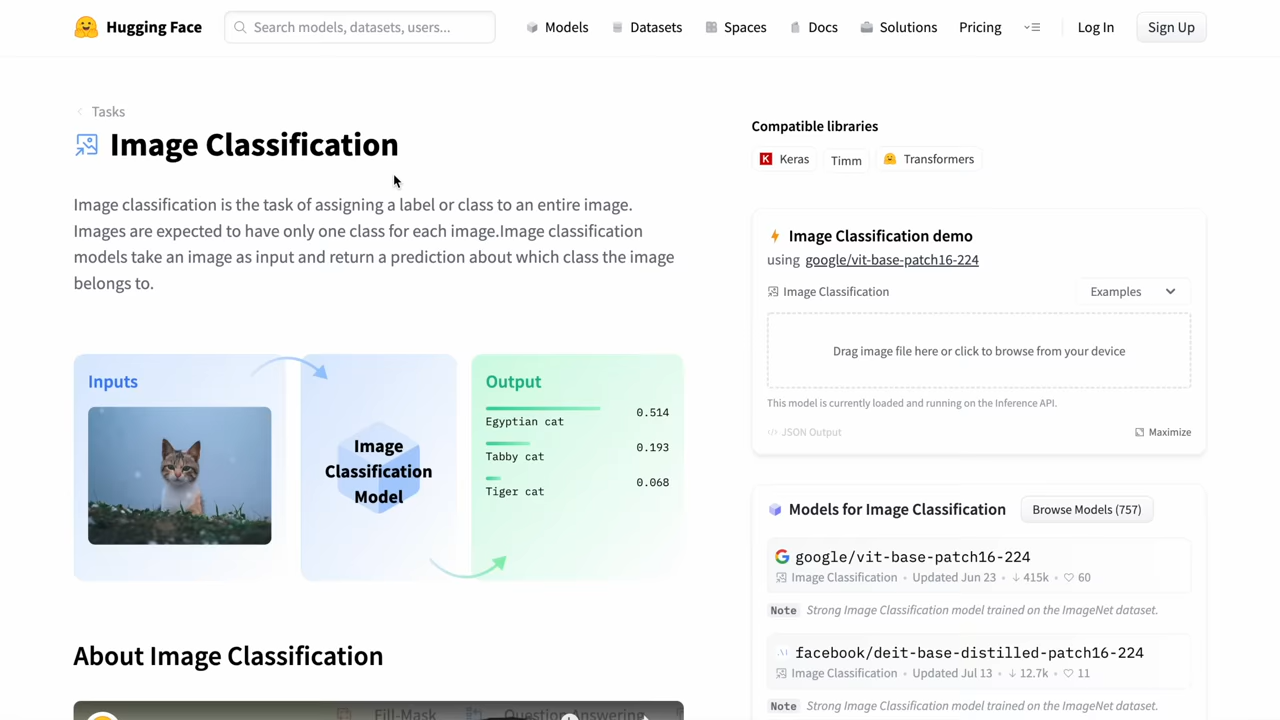 Hugging Face
Search models, datasets, users...
Models
Datasets
Spaces
Docs
Solutions
Pricing
Log In
Sign Up
Tasks
Image Classification
Image classification is the task of assigning a label or class to an entire image.
Images are expected to have only one class for each image.Image classification
models take an image as input and return a prediction about which class the image
belongs to.
Inputs
Image
Classification
Model
Output
0.514
Egyptian cat
0.193
Tabby cat
0.068
Tiger cat
About Image Classification
Fill-Mask
Question Answering
Compatible libraries
K Keras
Timm
Transformers
Image Classification demo
using google/vit-base-patch16-224
Image Classification
Examples
Drag image file here or click to browse from your device
This model is currently loaded and running on the Inference API.
</> JSON Output
Maximize
Models for Image Classification
Browse Models (757)
google/vit-base-patch16-224
Image Classification • Updated Jun 23 • ↓ 415k • ♡ 60
Note Strong Image Classification model trained on the ImageNet dataset.
facebook/deit-base-distilled-patch16-224
Image Classification • Updated Jul 13 • ↓ 12.7k • ♡ 11
Note Strong Image Classification model trained on the ImageNet dataset.